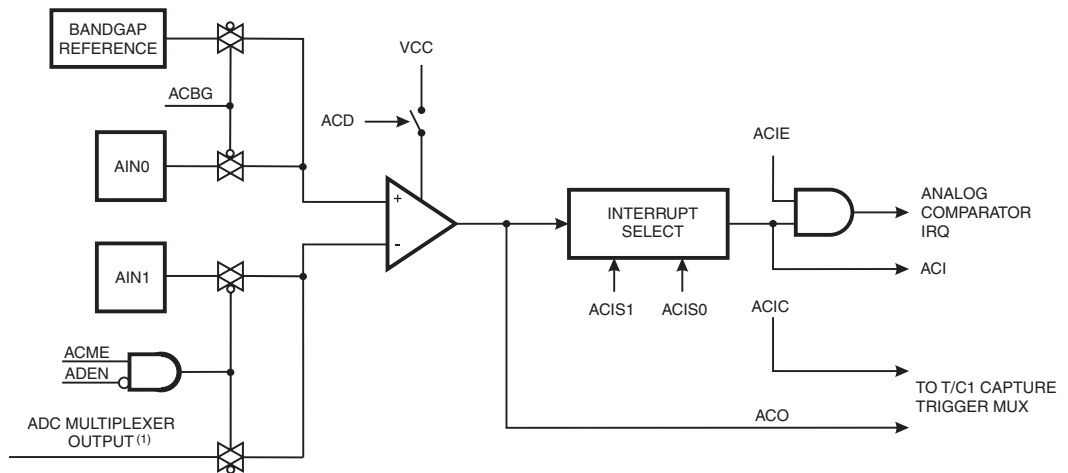 BANDGAP
REFERENCE
VCC
ACBG
ACD
AIN0
ACIE
+
INTERRUPT
SELECT
ANALOG
COMPARATOR
IRQ
-
AIN1
ACI
ACIS1
ACIS0
ACIC
ACME
ADEN
TO T/C1 CAPTURE
TRIGGER MUX
ACO
ADC MULTIPLEXER
OUTPUT (1)